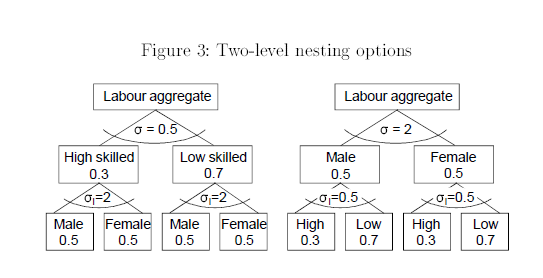 Figure 3: Two-level nesting options
Labour aggregate Labour aggregate
σ = 0.5 σ = 2
High skilled Low skilled Male Female
0.3 0.7 0.5 0.5
σₗ=2 σₗ=2 σₗ=0.5 σₗ=0.5
Male Female Male Female High Low High Low
0.5 0.5 0.5 0.5 0.3 0.7 0.3 0.7